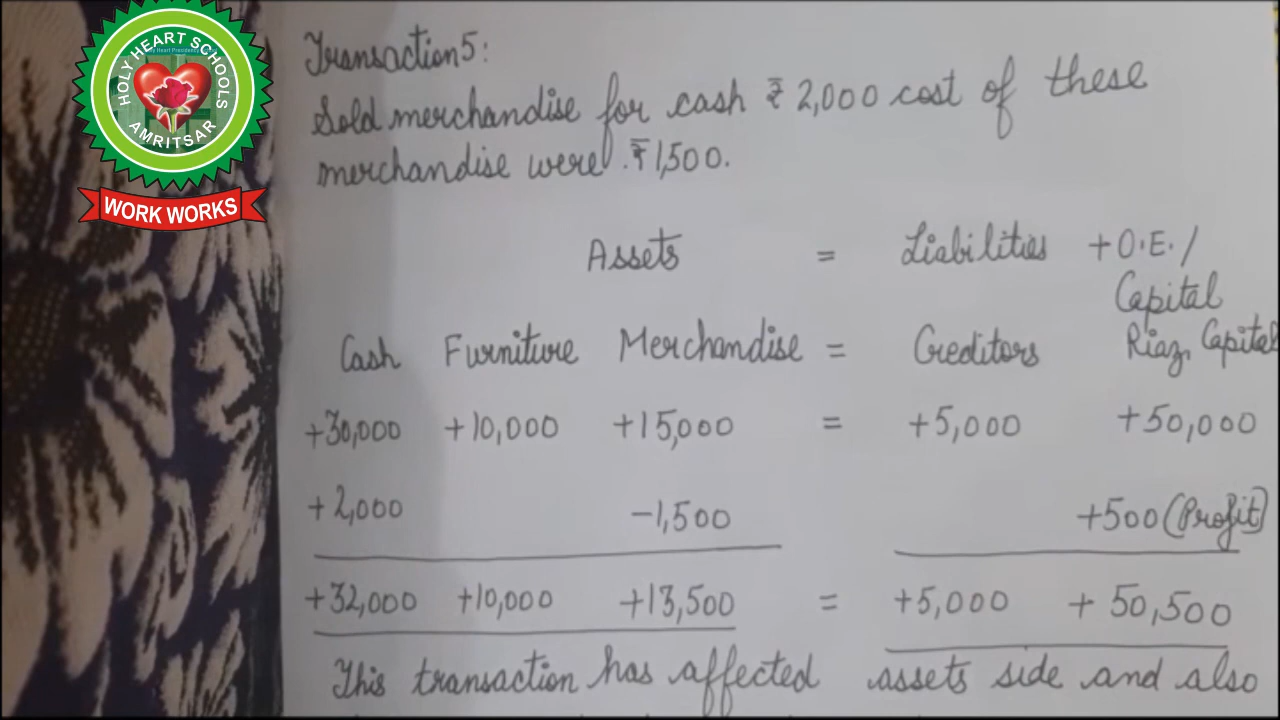 HOLY HEART SCHOOLS
AMRITSAR
WORK WORKS
Transaction 5:
Sold merchandise for cash ₹ 2,000 cost of these
merchandise were ₹1,500.
Assets = Liabilities + O.E. /
Capital
Cash Furniture Merchandise = Creditors Riaz, Capital
+30,000 +10,000 +15,000 = +5,000 +50,000
+2,000 -1,500 +500 (Profit)
+32,000 +10,000 +13,500 = +5,000 + 50,500
This transaction has affected assets side and also